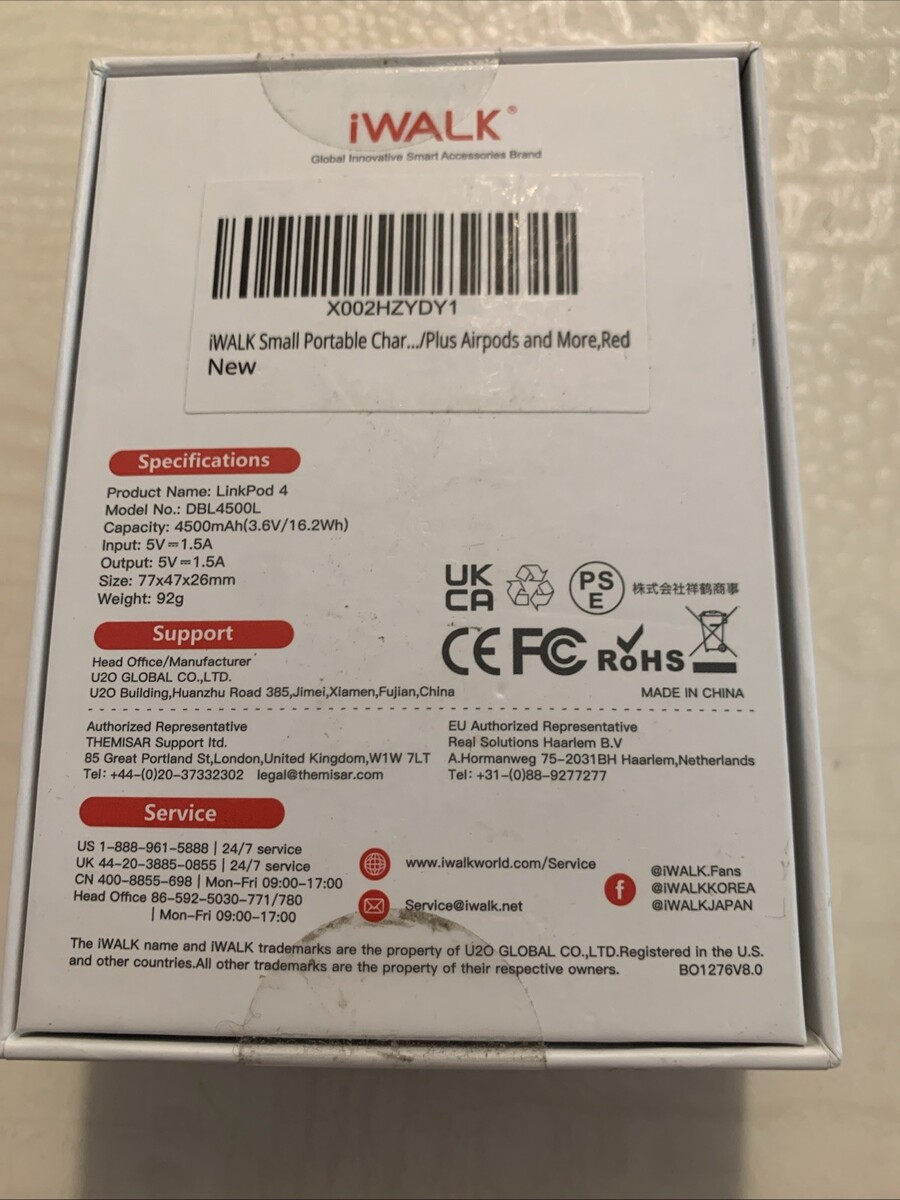 iWALK®
Global Innovative Smart Accessories Brand
X002HZYDY1
iWALK Small Portable Char.../Plus Airpods and More,Red
New
Specifications
Product Name: LinkPod 4
Model No.: DBL4500L
Capacity: 4500mAh(3.6V/16.2Wh)
Input: 5V⎓1.5A
Output: 5V⎓1.5A
Size: 77x47x26mm
Weight: 92g
UK
CA
PS
E
株式会社祥鶴商事
CE FC RoHS
MADE IN CHINA
Support
Head Office/Manufacturer
U2O GLOBAL CO.,LTD.
U2O Building,Huanzhu Road 385,Jimei,Xiamen,Fujian,China
Authorized Representative
THEMISAR Support ltd.
85 Great Portland St,London,United Kingdom,W1W 7LT
Tel: +44-(0)20-37332302 legal@themisar.com
EU Authorized Representative
Real Solutions Haarlem B.V
A.Hormanweg 75-2031BH Haarlem,Netherlands
Tel: +31-(0)88-9277277
Service
US 1-888-961-5888 | 24/7 service
UK 44-20-3885-0855 | 24/7 service
CN 400-8855-698 | Mon-Fri 09:00-17:00
Head Office 86-592-5030-771/780
| Mon-Fri 09:00-17:00
www.iwalkworld.com/Service
Service@iwalk.net
f
@iWALK.Fans
@iWALKKOREA
@iWALKJAPAN
The iWALK name and iWALK trademarks are the property of U2O GLOBAL CO.,LTD.Registered in the U.S.
and other countries.All other trademarks are the property of their respective owners.
BO1276V8.0